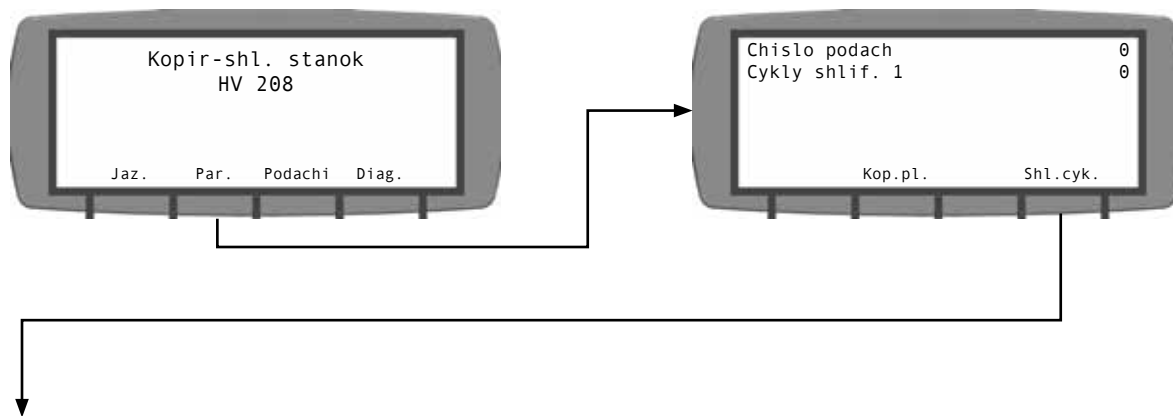 Kopir-shl. stanok
HV 208
Jaz. Par. Podachi Diag.
Chislo podach 0
Cykly shlif. 1 0
Kop.pl. Shl.cyk.